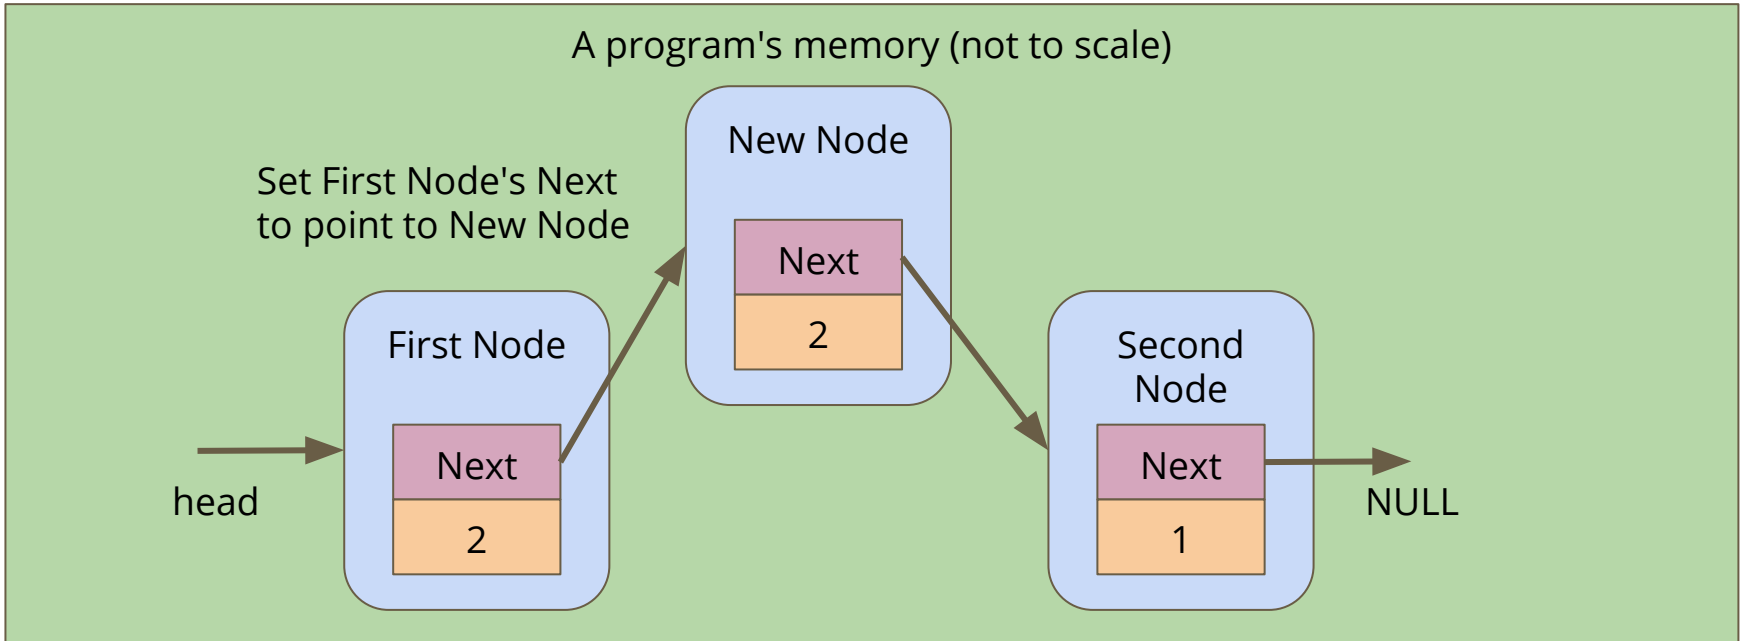 A program's memory (not to scale)
New Node
Set First Node's Next
to point to New Node
Next
2
First Node
Next
2
head
Second
Node
Next
1
NULL